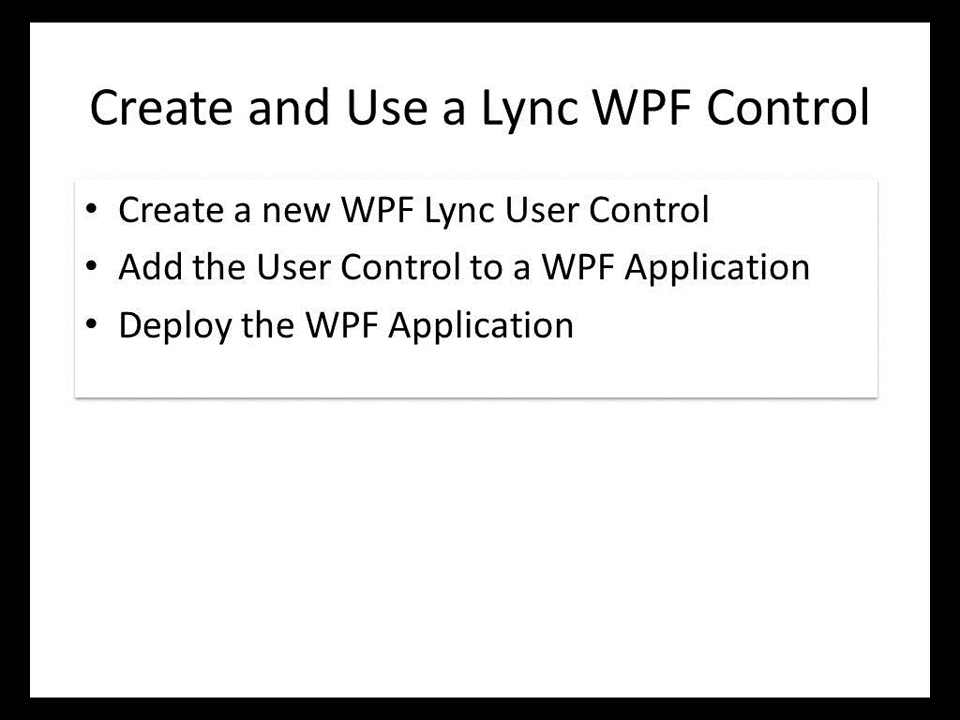 Create and Use a Lync WPF Control
• Create a new WPF Lync User Control
• Add the User Control to a WPF Application
• Deploy the WPF Application